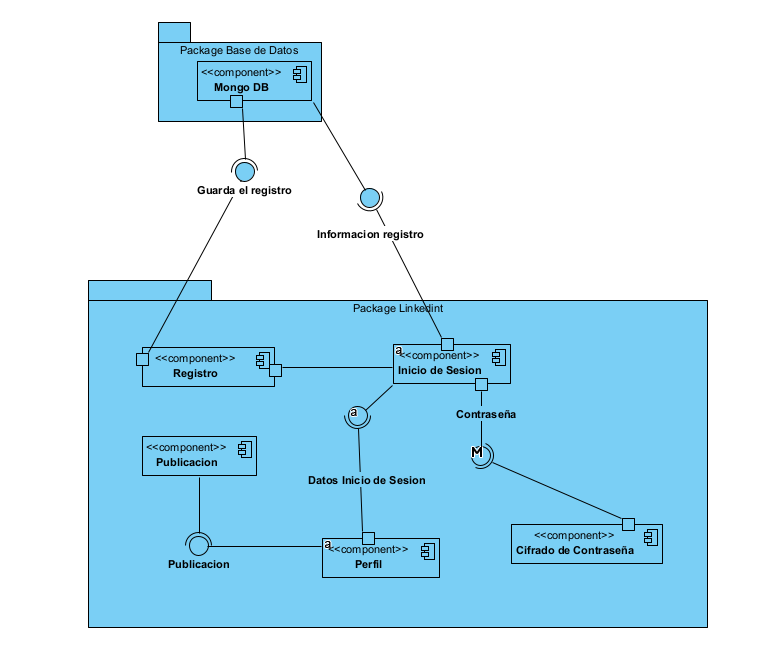 Package Base de Datos
<<component>>
Mongo DB
Guarda el registro
Informacion registro
Package Linkedint
<<component>>
Registro
a
<<component>>
Inicio de Sesion
a
Contraseña
<<component>>
Publicacion
M
Datos Inicio de Sesion
<<component>>
Cifrado de Contraseña
a
<<component>>
Perfil
Publicacion